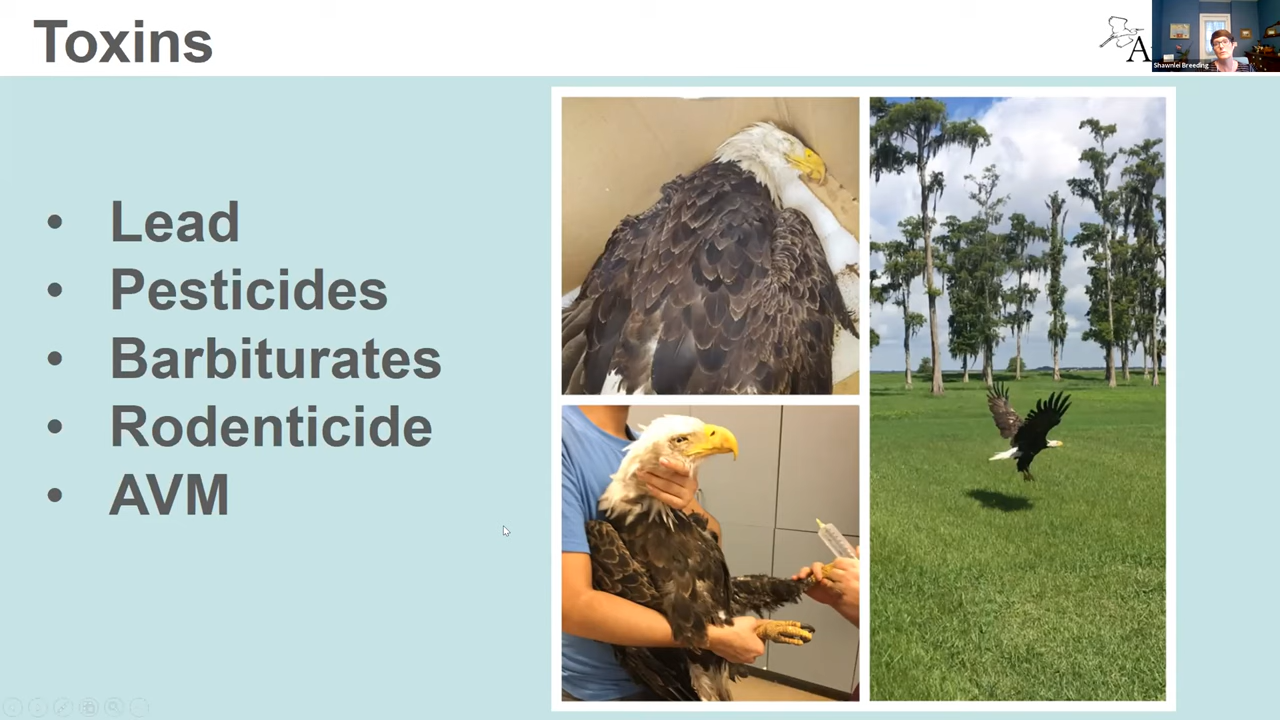 Toxins
Shawnlei Breeding
• Lead
• Pesticides
• Barbiturates
• Rodenticide
• AVM